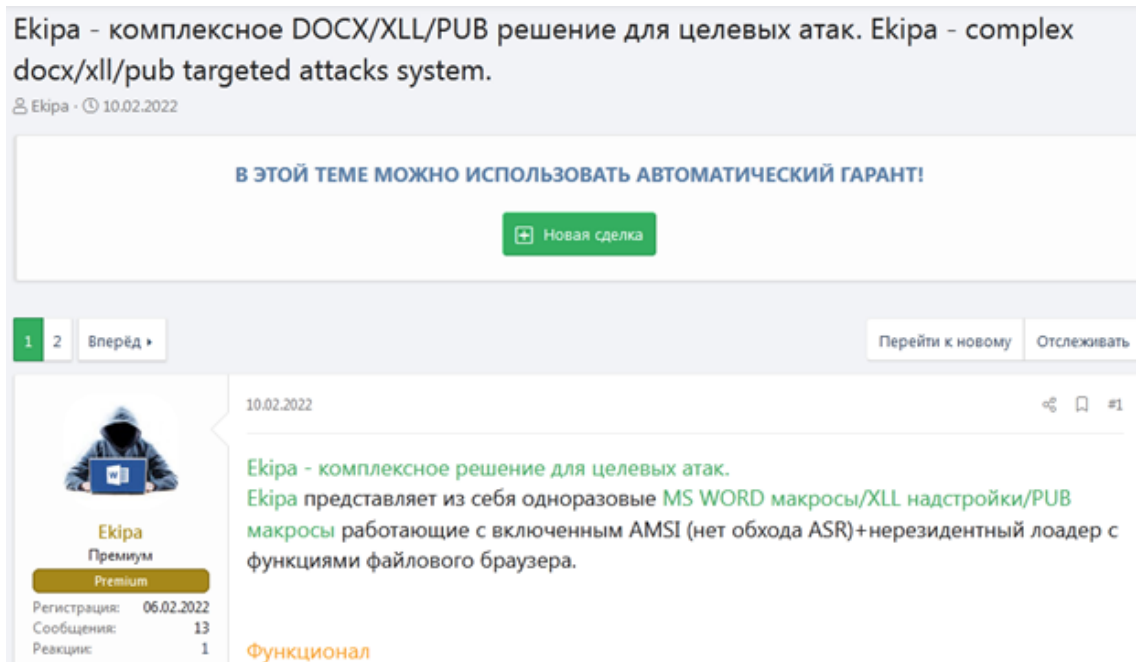 Ekipa - комплексное DOCX/XLL/PUB решение для целевых атак. Ekipa - complex
docx/xll/pub targeted attacks system.
Ekipa · 10.02.2022
В ЭТОЙ ТЕМЕ МОЖНО ИСПОЛЬЗОВАТЬ АВТОМАТИЧЕСКИЙ ГАРАНТ!
Новая сделка
1 2 Вперёд
Перейти к новому Отслеживать
10.02.2022 #1
Ekipa - комплексное решение для целевых атак.
Ekipa представляет из себя одноразовые MS WORD макросы/XLL надстройки/PUB
макросы работающие с включенным AMSI (нет обхода ASR)+нерезидентный лоадер с
функциями файлового браузера.
Функционал
W
Ekipa
Премиум
Premium
Регистрация: 06.02.2022
Сообщения: 13
Реакции: 1